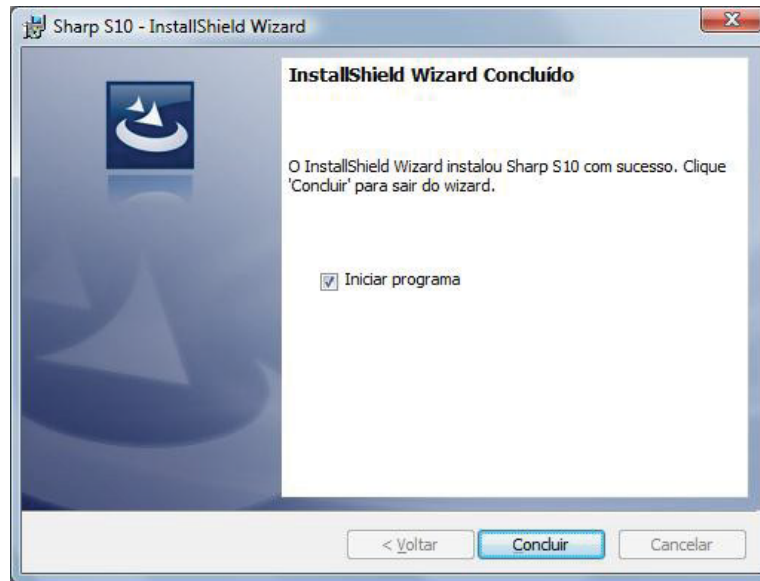 Sharp S10 - InstallShield Wizard
InstallShield Wizard Concluído
O InstallShield Wizard instalou Sharp S10 com sucesso. Clique
'Concluir' para sair do wizard.
Iniciar programa
< Voltar
Concluir
Cancelar